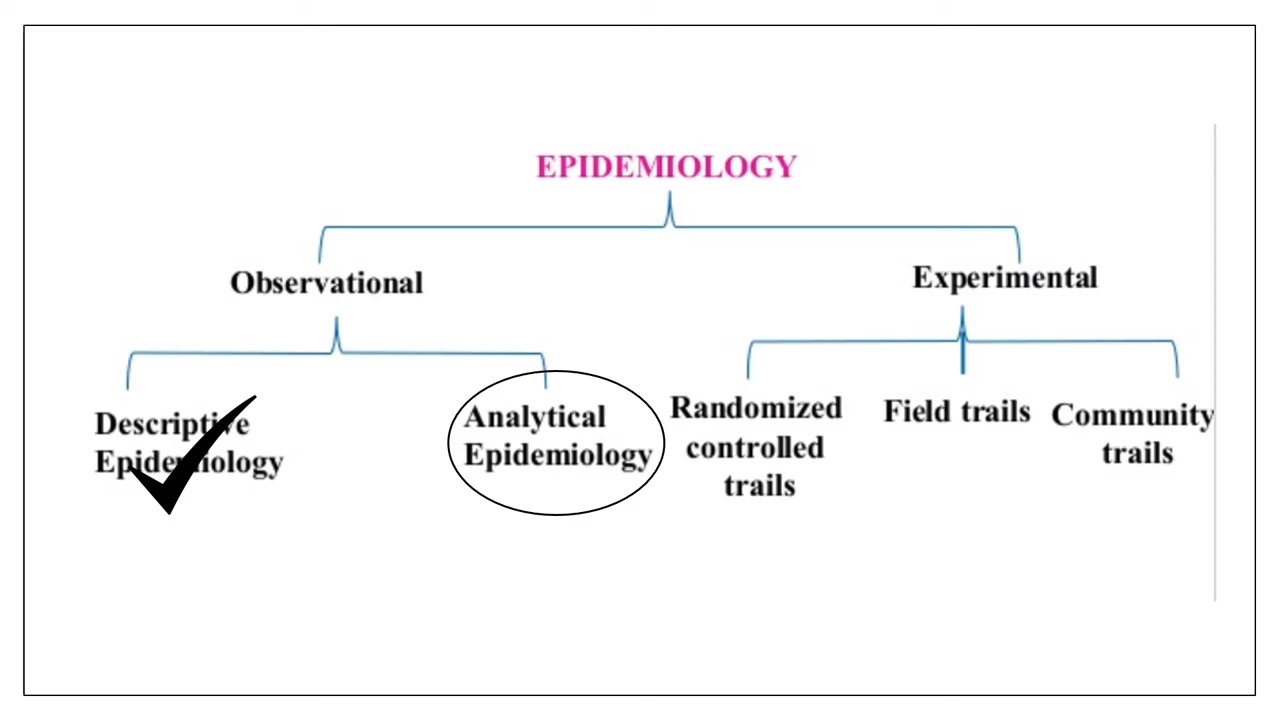 EPIDEMIOLOGY
Observational
Experimental
Descriptive
Epidemiology
Analytical
Epidemiology
Randomized
controlled
trails
Field trails
Community
trails